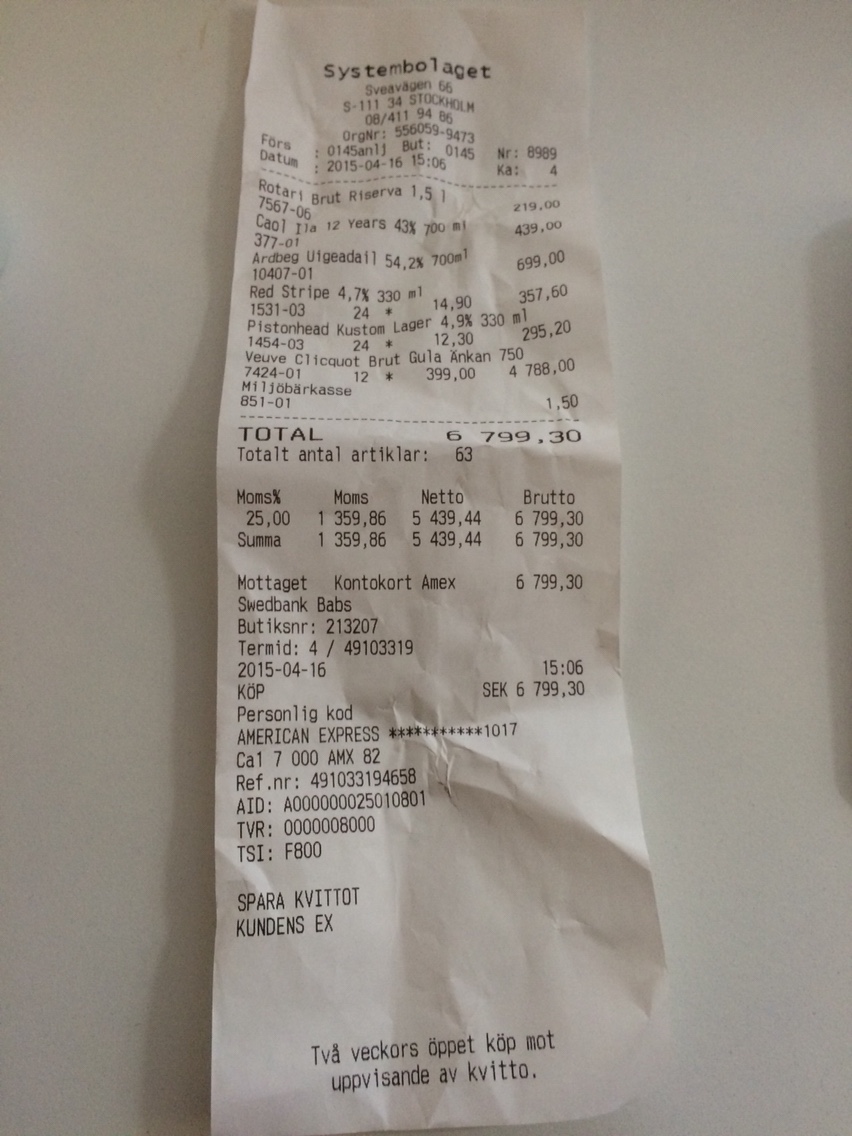 Systembolaget
Sveavägen 66
S-111 34 STOCKHOLM
08/411 94 86
OrgNr: 556059-9473
Förs : 0145anlj But: 0145 Nr: 8989
Datum : 2015-04-16 15:06 Ka: 4
Rotari Brut Riserva 1,5 l
7567-06 219,00
Caol Ila 12 Years 43% 700 ml
377-01 439,00
Ardbeg Uigeadail 54,2% 700ml
10407-01 699,00
Red Stripe 4,7% 330 ml
1531-03 24 * 14,90 357,60
Pistonhead Kustom Lager 4,9% 330 ml
1454-03 24 * 12,30 295,20
Veuve Clicquot Brut Gula Änkan 750
7424-01 12 * 399,00 4 788,00
Miljöbärkasse
851-01 1,50
TOTAL 6 799,30
Totalt antal artiklar: 63
Moms% Moms Netto Brutto
25,00 1 359,86 5 439,44 6 799,30
Summa 1 359,86 5 439,44 6 799,30
Mottaget Kontokort Amex 6 799,30
Swedbank Babs
Butiksnr: 213207
Termid: 4 / 49103319
2015-04-16 15:06
KÖP SEK 6 799,30
Personlig kod
AMERICAN EXPRESS ***********1017
Ca1 7 000 AMX 82
Ref.nr: 491033194658
AID: A000000025010801
TVR: 0000008000
TSI: F800
SPARA KVITTOT
KUNDENS EX
Två veckors öppet köp mot
uppvisande av kvitto.